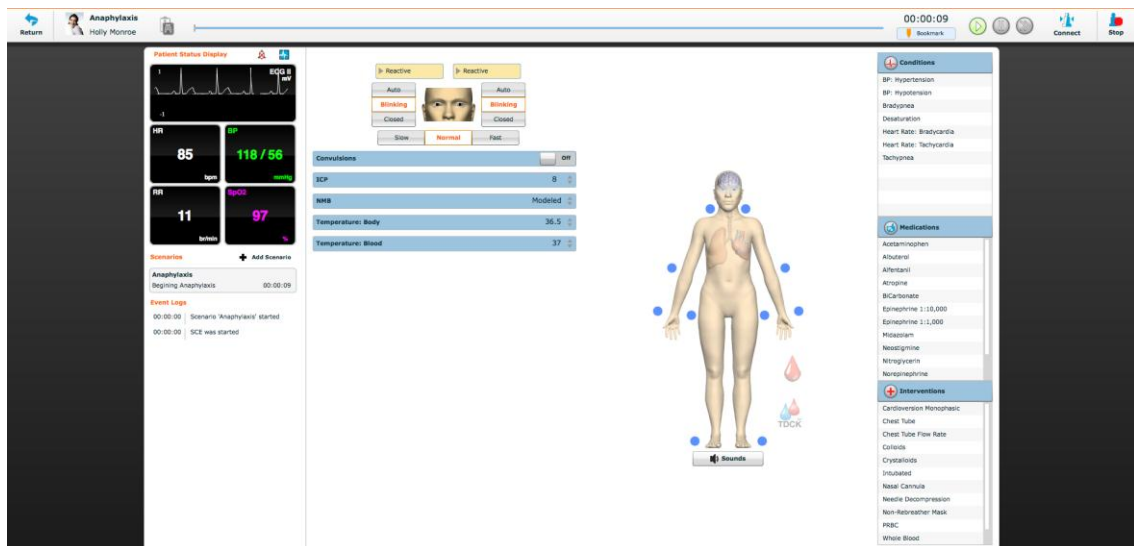 Return
Anaphylaxis
Holly Monroe
00:00:09
Bookmark
Connect
Stop
Patient Status Display
1
ECG II
mV
-1
HR
85
bpm
BP
118 / 56
mmHg
RR
11
br/min
SpO2
97
%
Scenarios
Add Scenario
Anaphylaxis
Begining Anaphylaxis 00:00:09
Event Logs
00:00:00 Scenario 'Anaphylaxis' started
00:00:00 SCE was started
Reactive
Reactive
Auto
Blinking
Closed
Auto
Blinking
Closed
Slow Normal Fast
Convulsions Off
ICP 8
NMB Modeled
Temperature: Body 36.5
Temperature: Blood 37
TDCK
Sounds
Conditions
BP: Hypertension
BP: Hypotension
Bradypnea
Desaturation
Heart Rate: Bradycardia
Heart Rate: Tachycardia
Tachypnea
Medications
Acetaminophen
Albuterol
Alfentanil
Atropine
BiCarbonate
Epinephrine 1:10,000
Epinephrine 1:1,000
Midazolam
Neostigmine
Nitroglycerin
Norepinephrine
Interventions
Cardioversion Monophasic
Chest Tube
Chest Tube Flow Rate
Colloids
Crystalloids
Intubated
Nasal Cannula
Needle Decompression
Non-Rebreather Mask
PRBC
Whole Blood